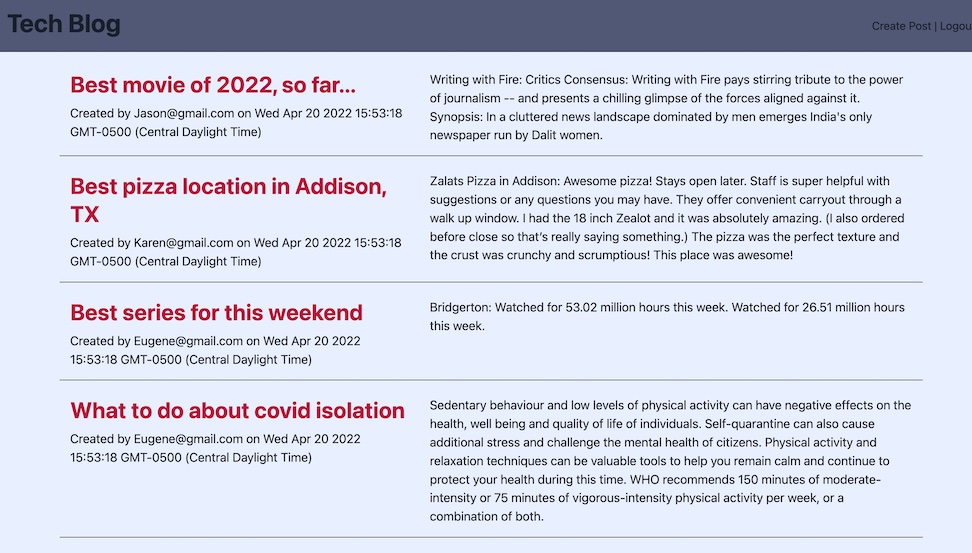 Tech Blog
Create Post | Logou
Best movie of 2022, so far...
Created by Jason@gmail.com on Wed Apr 20 2022 15:53:18
GMT-0500 (Central Daylight Time)
Writing with Fire: Critics Consensus: Writing with Fire pays stirring tribute to the power
of journalism -- and presents a chilling glimpse of the forces aligned against it.
Synopsis: In a cluttered news landscape dominated by men emerges India's only
newspaper run by Dalit women.
Best pizza location in Addison,
TX
Created by Karen@gmail.com on Wed Apr 20 2022 15:53:18
GMT-0500 (Central Daylight Time)
Zalats Pizza in Addison: Awesome pizza! Stays open later. Staff is super helpful with
suggestions or any questions you may have. They offer convenient carryout through a
walk up window. I had the 18 inch Zealot and it was absolutely amazing. (I also ordered
before close so that's really saying something.) The pizza was the perfect texture and
the crust was crunchy and scrumptious! This place was awesome!
Best series for this weekend
Created by Eugene@gmail.com on Wed Apr 20 2022
15:53:18 GMT-0500 (Central Daylight Time)
Bridgerton: Watched for 53.02 million hours this week. Watched for 26.51 million hours
this week.
What to do about covid isolation
Created by Eugene@gmail.com on Wed Apr 20 2022
15:53:18 GMT-0500 (Central Daylight Time)
Sedentary behaviour and low levels of physical activity can have negative effects on the
health, well being and quality of life of individuals. Self-quarantine can also cause
additional stress and challenge the mental health of citizens. Physical activity and
relaxation techniques can be valuable tools to help you remain calm and continue to
protect your health during this time. WHO recommends 150 minutes of moderate-
intensity or 75 minutes of vigorous-intensity physical activity per week, or a
combination of both.